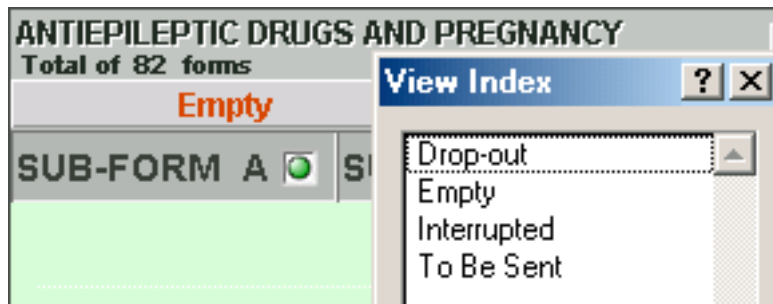 ANTIEPILEPTIC DRUGS AND PREGNANCY
Total of 82 forms
Empty
SUB-FORM A
View Index
Drop-out
Empty
Interrupted
To Be Sent